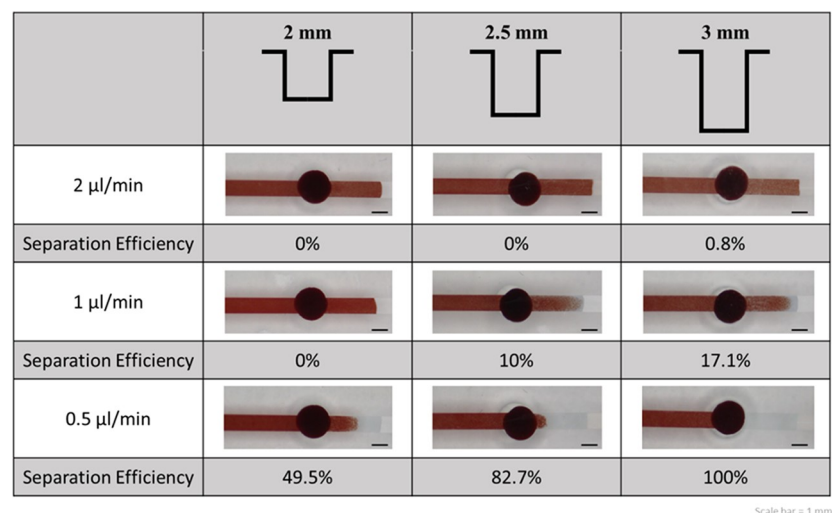 2 mm 2.5 mm 3 mm
2 µl/min
Separation Efficiency 0% 0% 0.8%
1 µl/min
Separation Efficiency 0% 10% 17.1%
0.5 µl/min
Separation Efficiency 49.5% 82.7% 100%
Scale bar = 1 mm